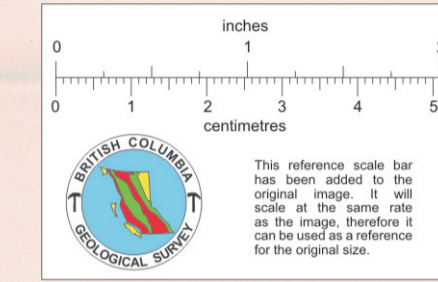 inches
0 1 2
0 1 2 3 4 5
centimetres
BRITISH COLUMBIA
GEOLOGICAL SURVEY
This reference scale bar
has been added to the
original image. It will
scale at the same rate
as the image, therefore it
can be used as a reference
for the original size.